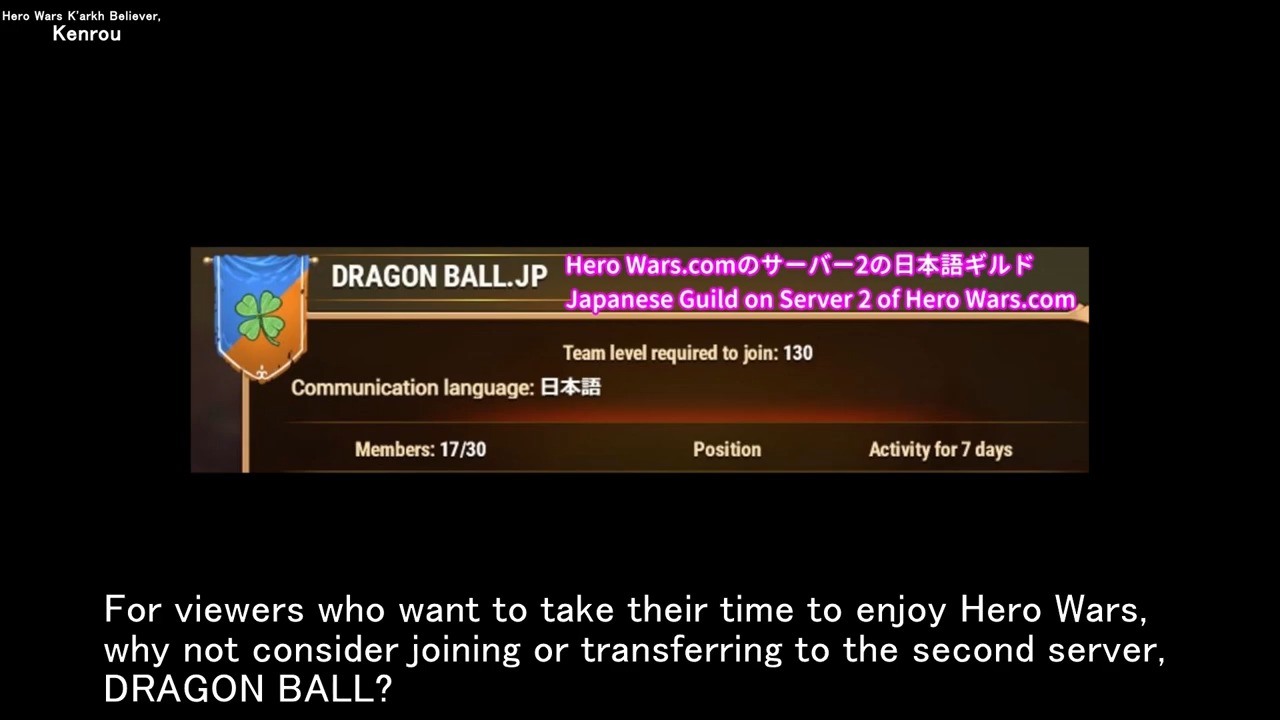 Hero Wars K'arkh Believer,
Kenrou
DRAGON BALL.JP
Hero Wars.comのサーバー2の日本語ギルド
Japanese Guild on Server 2 of Hero Wars.com
Team level required to join: 130
Communication language: 日本語
Members: 17/30 Position Activity for 7 days
For viewers who want to take their time to enjoy Hero Wars,
why not consider joining or transferring to the second server,
DRAGON BALL?